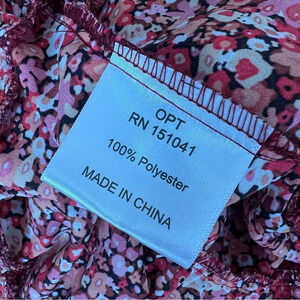 OPT
RN 151041
100% Polyester
MADE IN CHINA